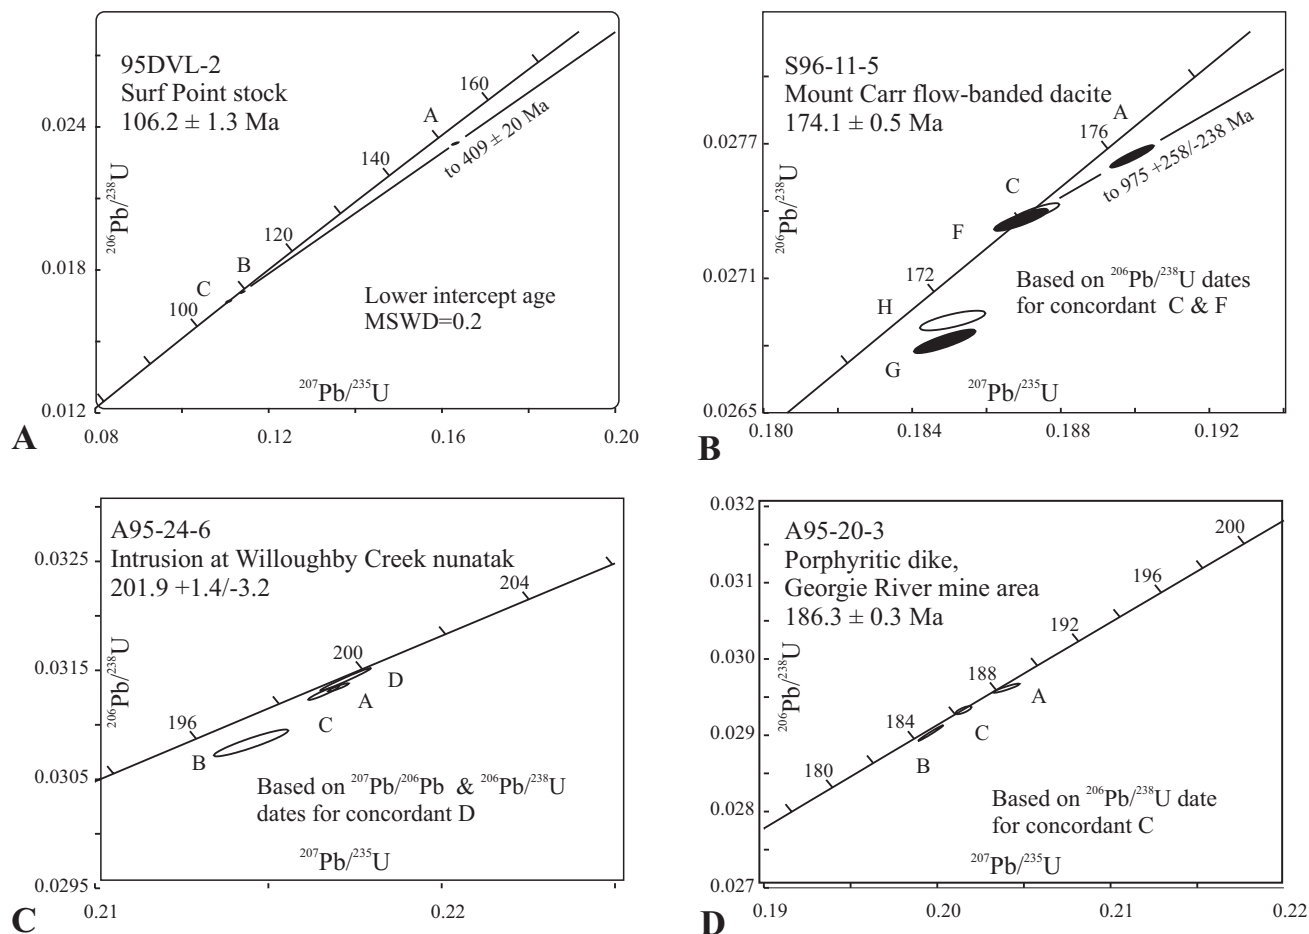 95DVL-2
Surf Point stock
106.2 ± 1.3 Ma
160
A
0.024
to 409 ± 20 Ma
140
²⁰⁶Pb/²³⁸U
120
B
0.018
C
100
Lower intercept age
MSWD=0.2
²⁰⁷Pb/²³⁵U
0.012
0.08
0.12
0.16
0.20
A
S96-11-5
Mount Carr flow-banded dacite
174.1 ± 0.5 Ma
A
176
0.0277
to 975 +258/-238 Ma
C
²⁰⁶Pb/²³⁸U
F
0.0271
172
Based on ²⁰⁶Pb/²³⁸U dates
for concordant C & F
H
G
²⁰⁷Pb/²³⁵U
0.0265
0.180
0.184
0.188
0.192
B
A95-24-6
Intrusion at Willoughby Creek nunatak
201.9 +1.4/-3.2
0.0325
204
200
0.0315
D
A
²⁰⁶Pb/²³⁸U
C
196
B
0.0305
Based on ²⁰⁷Pb/²⁰⁶Pb & ²⁰⁶Pb/²³⁸U
dates for concordant D
²⁰⁷Pb/²³⁵U
0.0295
0.21
0.22
C
0.032
A95-20-3
Porphyritic dike,
Georgie River mine area
186.3 ± 0.3 Ma
200
0.031
196
192
0.030
²⁰⁶Pb/²³⁸U
188
A
0.029
184
C
B
180
0.028
Based on ²⁰⁶Pb/²³⁸U date
for concordant C
²⁰⁷Pb/²³⁵U
0.027
0.19
0.20
0.21
0.22
D